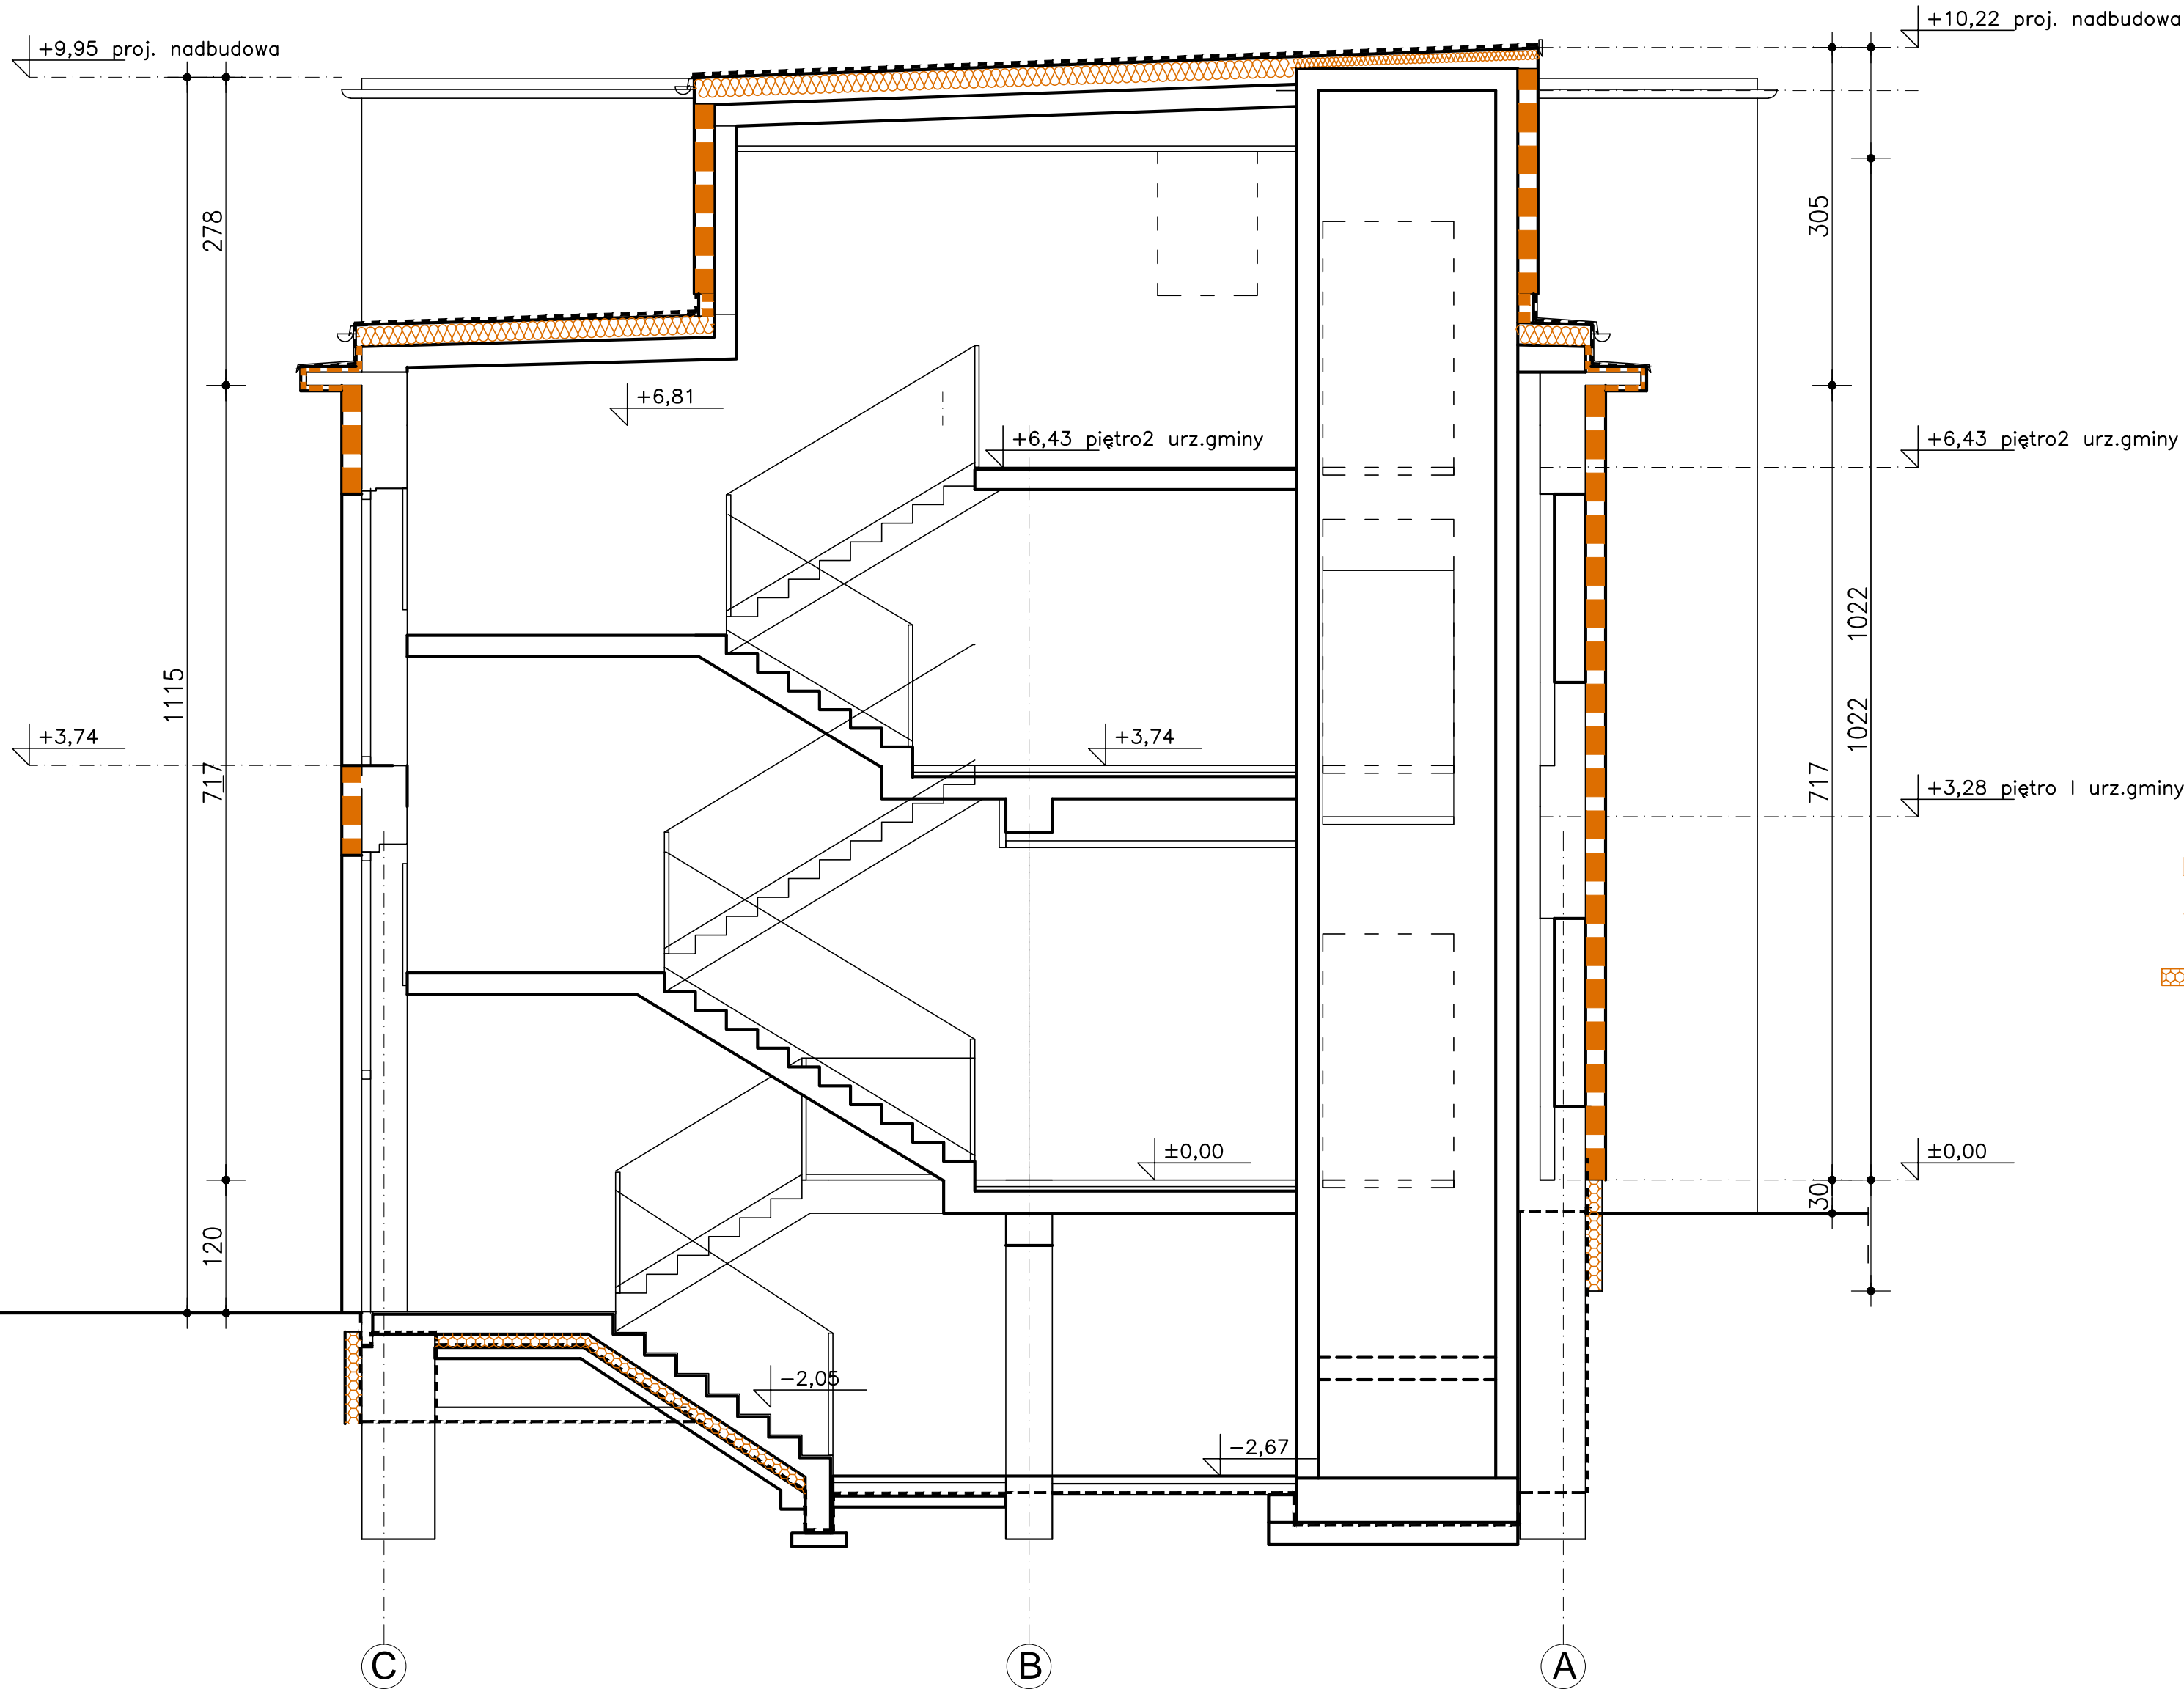 +10,22 proj. nadbudowa
+9,95 proj. nadbudowa
278
305
+6,81
+6,43 piętro2 urz.gminy
+6,43 piętro2 urz.gminy
1022
1115
1022
+3,74
+3,74
717
717
+3,28 piętro I urz.gminy
±0,00
±0,00
30
120
-2,05
-2,67
C
B
A